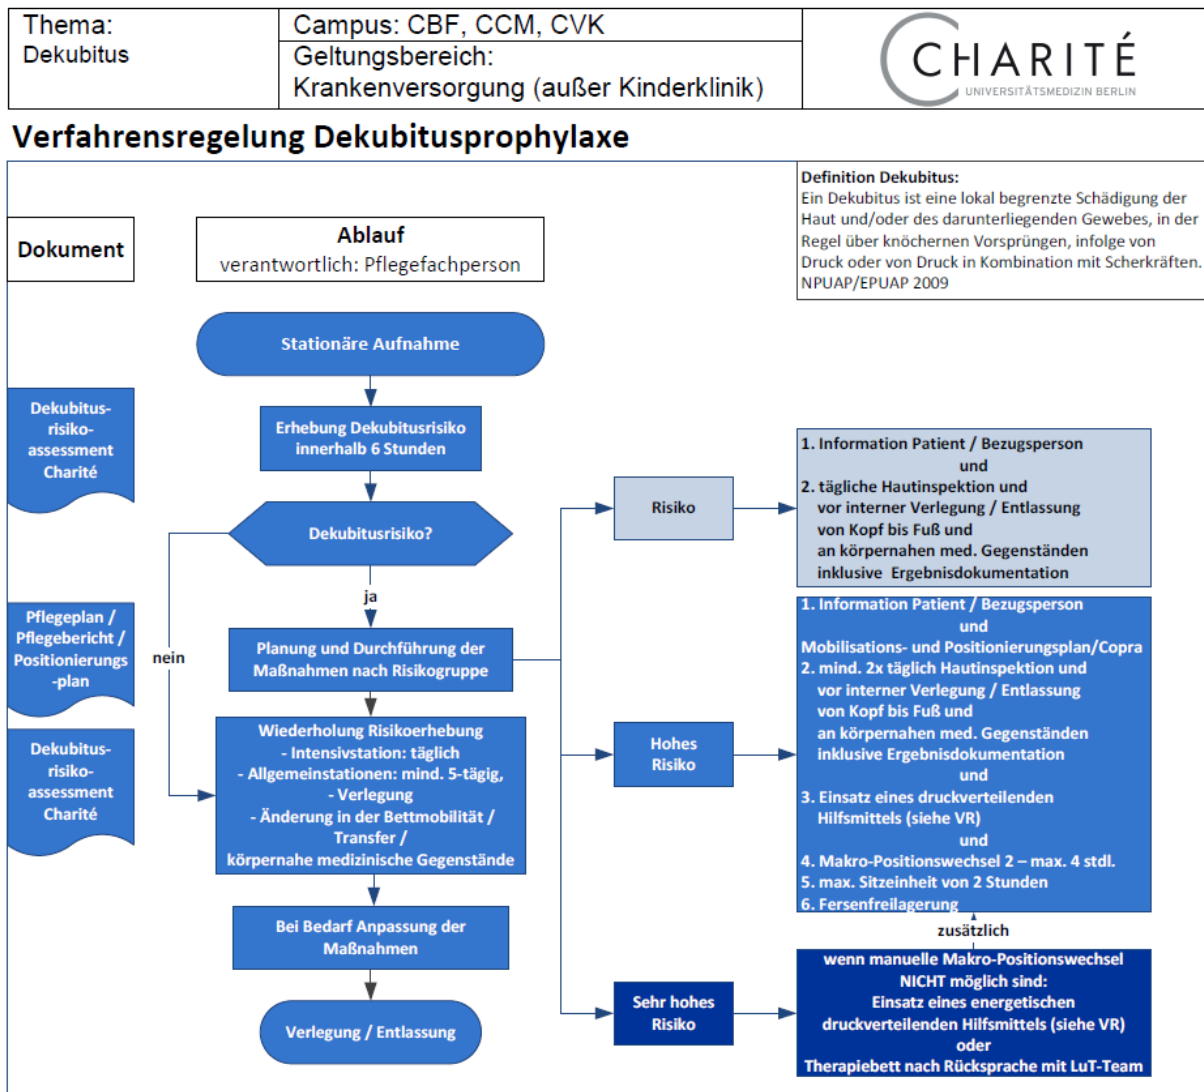 Thema:
Dekubitus
Campus: CBF, CCM, CVK
Geltungsbereich:
Krankenversorgung (außer Kinderklinik)
CHARITÉ
UNIVERSITÄTSMEDIZIN BERLIN
Verfahrensregelung Dekubitusprophylaxe
Definition Dekubitus:
Ein Dekubitus ist eine lokal begrenzte Schädigung der
Haut und/oder des darunterliegenden Gewebes, in der
Regel über knöchernen Vorsprüngen, infolge von
Druck oder von Druck in Kombination mit Scherkräften.
NPUAP/EPUAP 2009
Dokument
Ablauf
verantwortlich: Pflegefachperson
Stationäre Aufnahme
Dekubitus-
risiko-
assessment
Charité
Erhebung Dekubitusrisiko
innerhalb 6 Stunden
Dekubitusrisiko?
ja
nein
Pflegeplan /
Pflegebericht /
Positionierungs
-plan
Planung und Durchführung der
Maßnahmen nach Risikogruppe
Dekubitus-
risiko-
assessment
Charité
Wiederholung Risikoerhebung
- Intensivstation: täglich
- Allgemeinstationen: mind. 5-tägig,
- Verlegung
- Änderung in der Bettmobilität /
Transfer /
körpernahe medizinische Gegenstände
Bei Bedarf Anpassung der
Maßnahmen
Verlegung / Entlassung
Risiko
1. Information Patient / Bezugsperson
und
2. tägliche Hautinspektion und
vor interner Verlegung / Entlassung
von Kopf bis Fuß und
an körpernahen med. Gegenständen
inklusive Ergebnisdokumentation
Hohes
Risiko
1. Information Patient / Bezugsperson
und
Mobilisations- und Positionierungsplan/Copra
2. mind. 2x täglich Hautinspektion und
vor interner Verlegung / Entlassung
von Kopf bis Fuß und
an körpernahen med. Gegenständen
inklusive Ergebnisdokumentation
und
3. Einsatz eines druckverteilenden
Hilfsmittels (siehe VR)
und
4. Makro-Positionswechsel 2 – max. 4 stdl.
5. max. Sitzeinheit von 2 Stunden
6. Fersenfreilagerung
zusätzlich
Sehr hohes
Risiko
wenn manuelle Makro-Positionswechsel
NICHT möglich sind:
Einsatz eines energetischen
druckverteilenden Hilfsmittels (siehe VR)
oder
Therapiebett nach Rücksprache mit LuT-Team